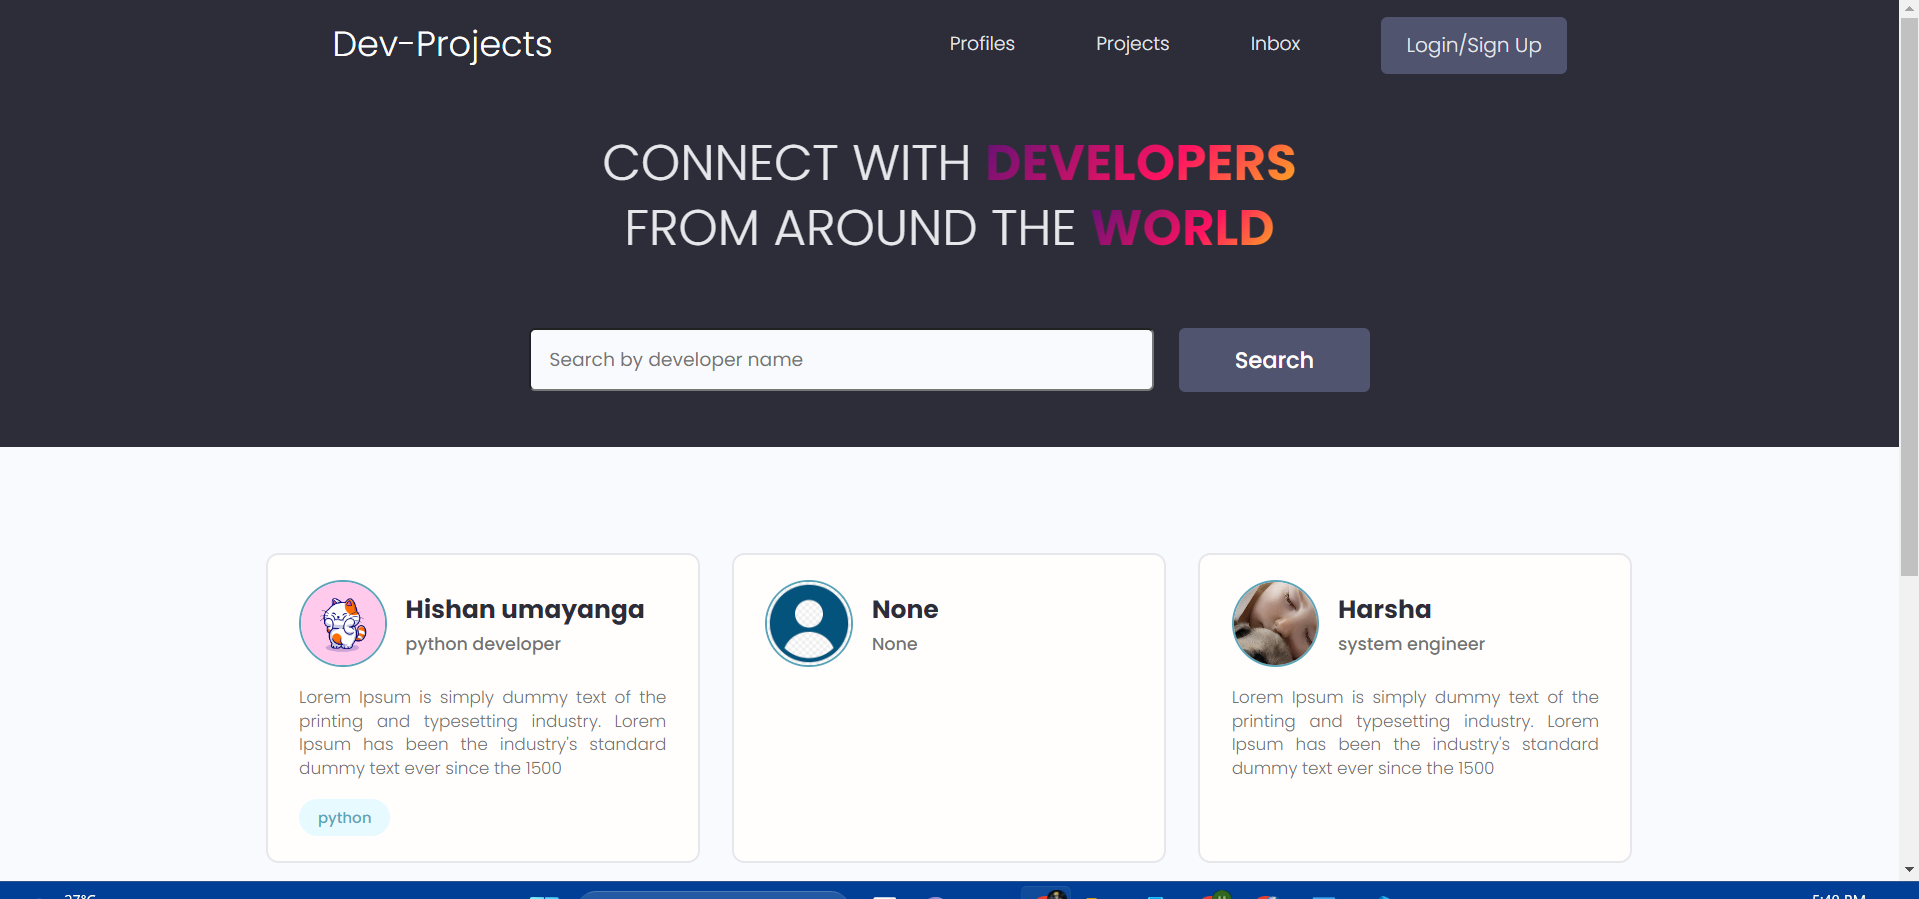 Dev-Projects
Profiles
Projects
Inbox
Login/Sign Up
CONNECT WITH DEVELOPERS
FROM AROUND THE WORLD
Search by developer name
Search
Hishan umayanga
python developer
Lorem Ipsum is simply dummy text of the
printing and typesetting industry. Lorem
Ipsum has been the industry's standard
dummy text ever since the 1500
python
None
None
Harsha
system engineer
Lorem Ipsum is simply dummy text of the
printing and typesetting industry. Lorem
Ipsum has been the industry's standard
dummy text ever since the 1500